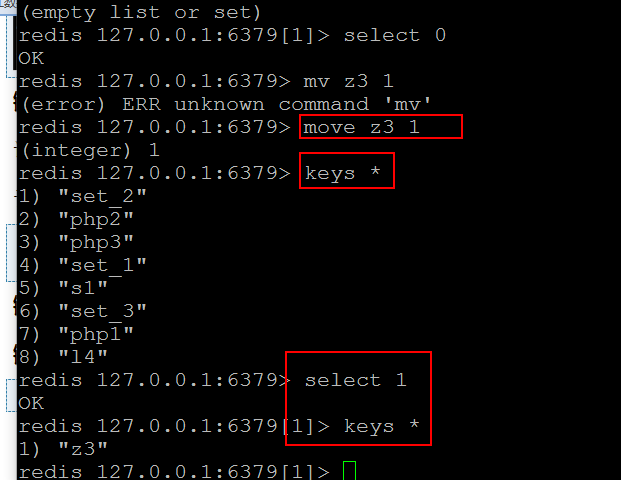 (empty list or set)
redis 127.0.0.1:6379[1]> select 0
OK
redis 127.0.0.1:6379> mv z3 1
(error) ERR unknown command 'mv'
redis 127.0.0.1:6379> move z3 1
(integer) 1
redis 127.0.0.1:6379> keys *
1) "set_2"
2) "php2"
3) "php3"
4) "set_1"
5) "s1"
6) "set_3"
7) "php1"
8) "l4"
redis 127.0.0.1:6379> select 1
OK
redis 127.0.0.1:6379[1]> keys *
1) "z3"
redis 127.0.0.1:6379[1]>